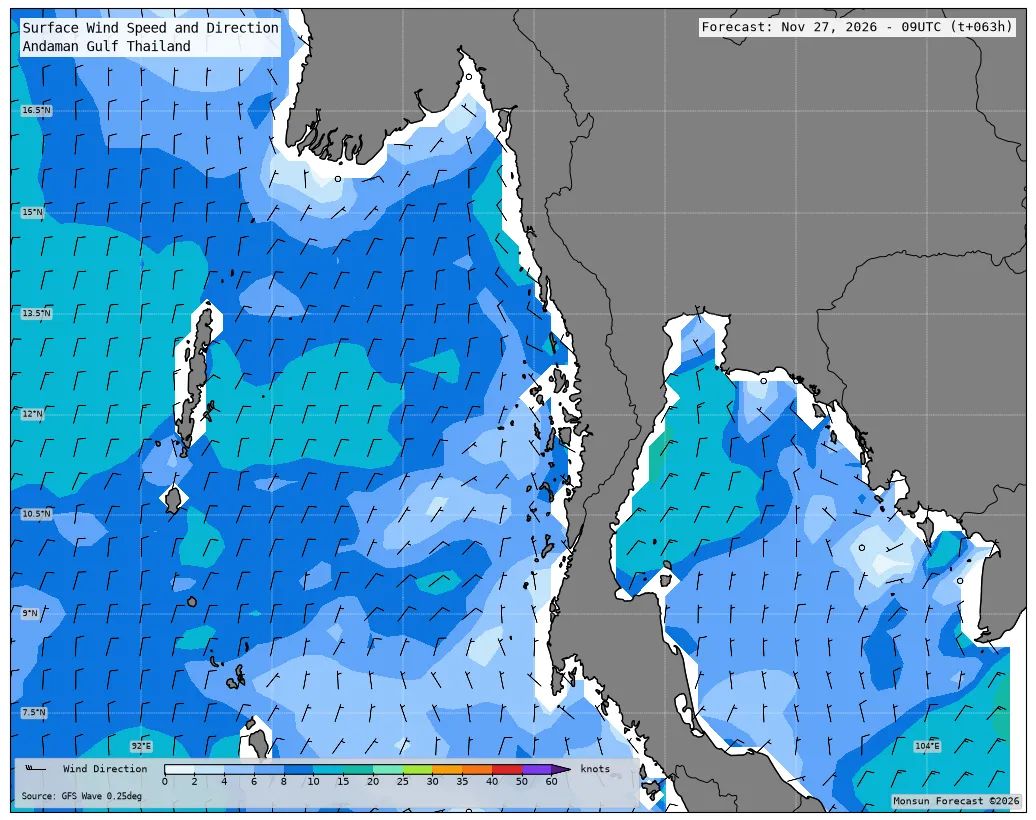 Surface Wind Speed and Direction
Andaman Gulf Thailand
Forecast: Nov 27, 2026 - 09UTC (t+063h)
16.5°N
15°N
13.5°N
12°N
10.5°N
9°N
7.5°N
92°E
104°E
Wind Direction
knots
0 2 4 6 8 10 15 20 25 30 35 40 50 60
Source: GFS Wave 0.25deg
Monsun Forecast ©2026